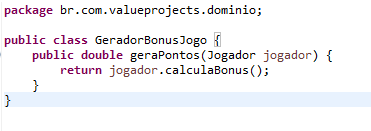 package br.com.valueprojects.dominio;
public class GeradorBonusJogo {
public double geraPontos(Jogador jogador) {
return jogador.calculaBonus();
}
}